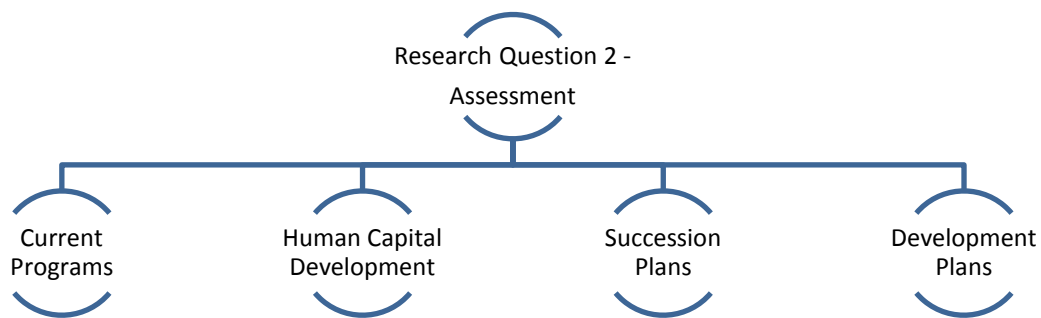 Research Question 2 -
Assessment
Current
Programs
Human Capital
Development
Succession
Plans
Development
Plans